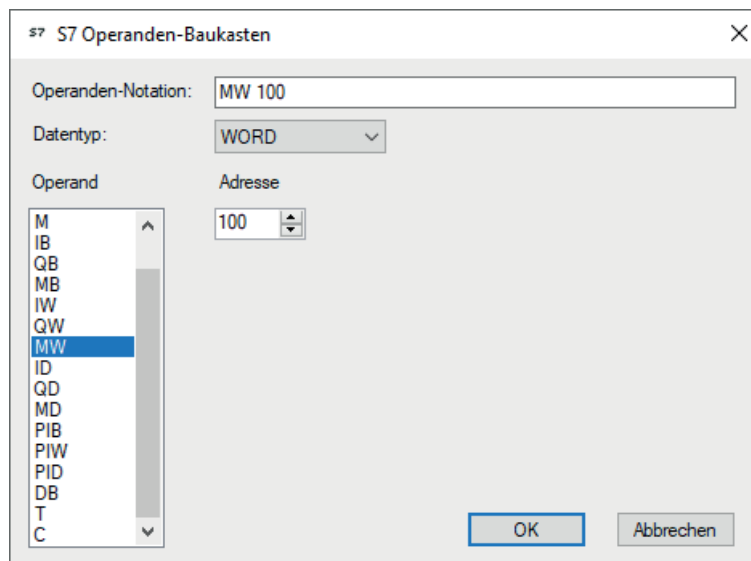 S7 S7 Operanden-Baukasten
Operanden-Notation: MW 100
Datentyp: WORD
Operand Adresse
M 100
IB
QB
MB
IW
QW
MW
ID
QD
MD
PIB
PIW
PID
DB
T
C
OK Abbrechen